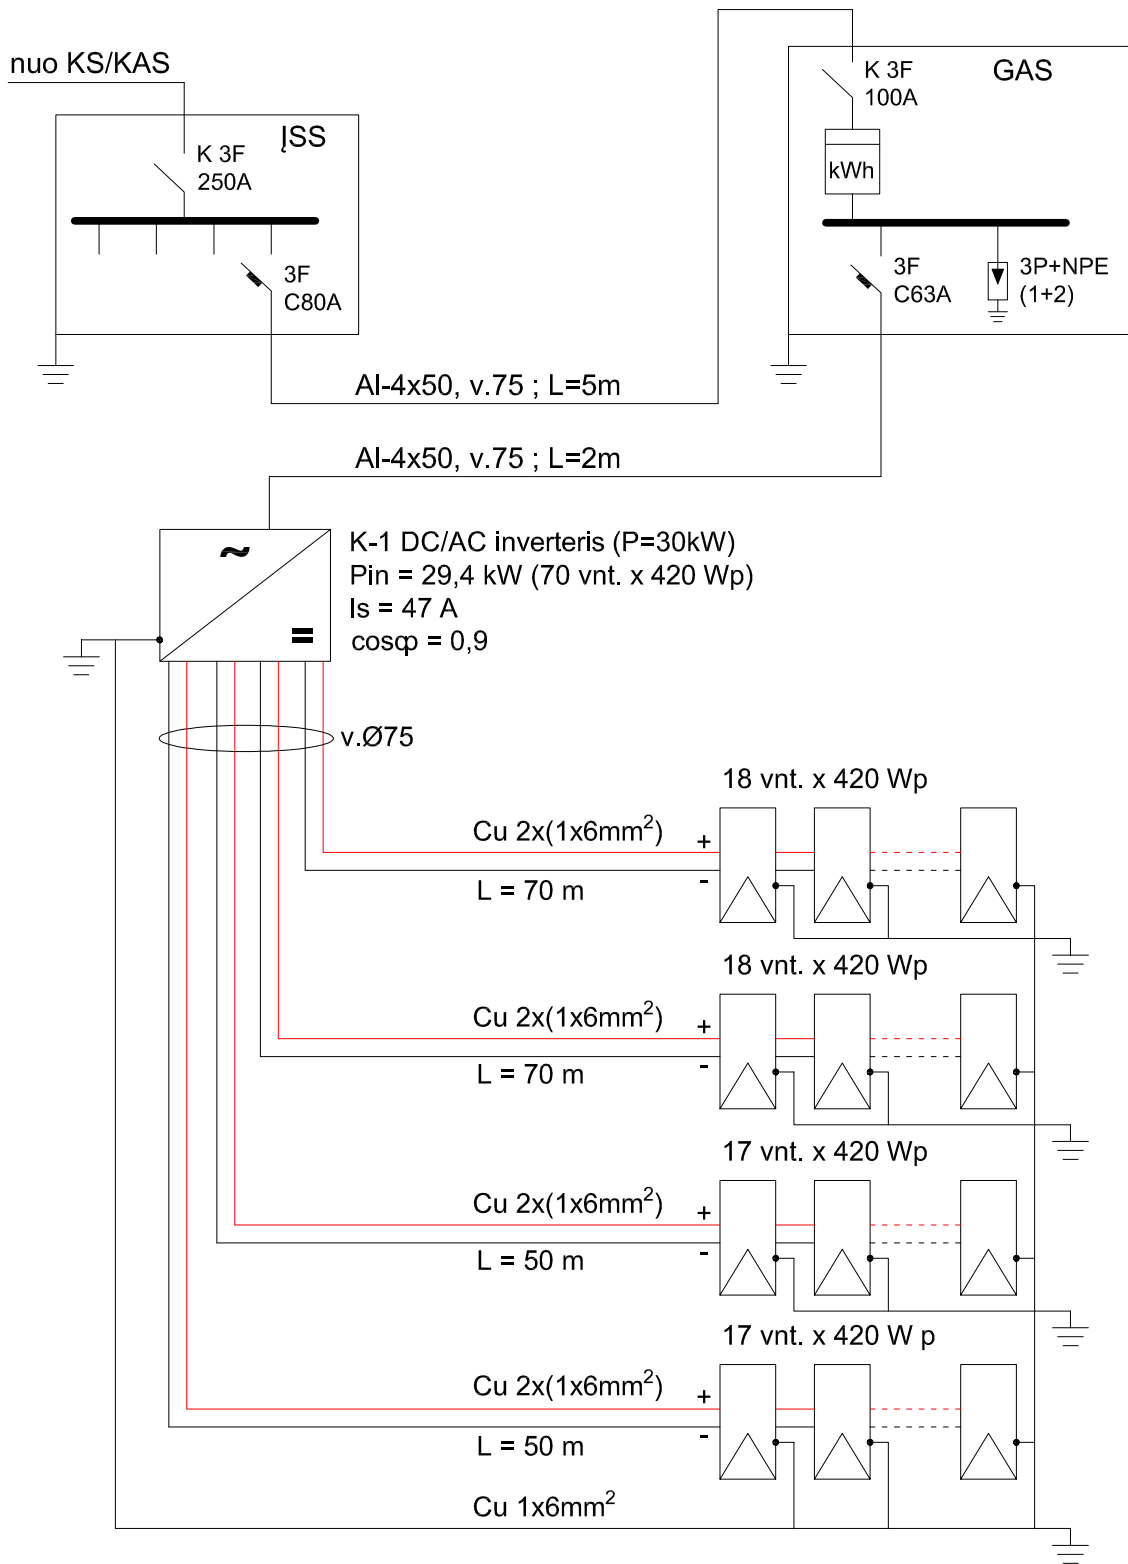 nuo KS/KAS
ĮSS
K 3F
250A
3F
C80A
K 3F
100A
GAS
kWh
3F
C63A
3P+NPE
(1+2)
Al-4x50, v.75 ; L=5m
Al-4x50, v.75 ; L=2m
~
=
K-1 DC/AC inverteris (P=30kW)
Pin = 29,4 kW (70 vnt. x 420 Wp)
Is = 47 A
cosφ = 0,9
v.Ø75
18 vnt. x 420 Wp
Cu 2x(1x6mm²)
+
-
L = 70 m
18 vnt. x 420 Wp
Cu 2x(1x6mm²)
+
-
L = 70 m
17 vnt. x 420 Wp
Cu 2x(1x6mm²)
+
-
L = 50 m
17 vnt. x 420 W p
Cu 2x(1x6mm²)
+
-
L = 50 m
Cu 1x6mm²